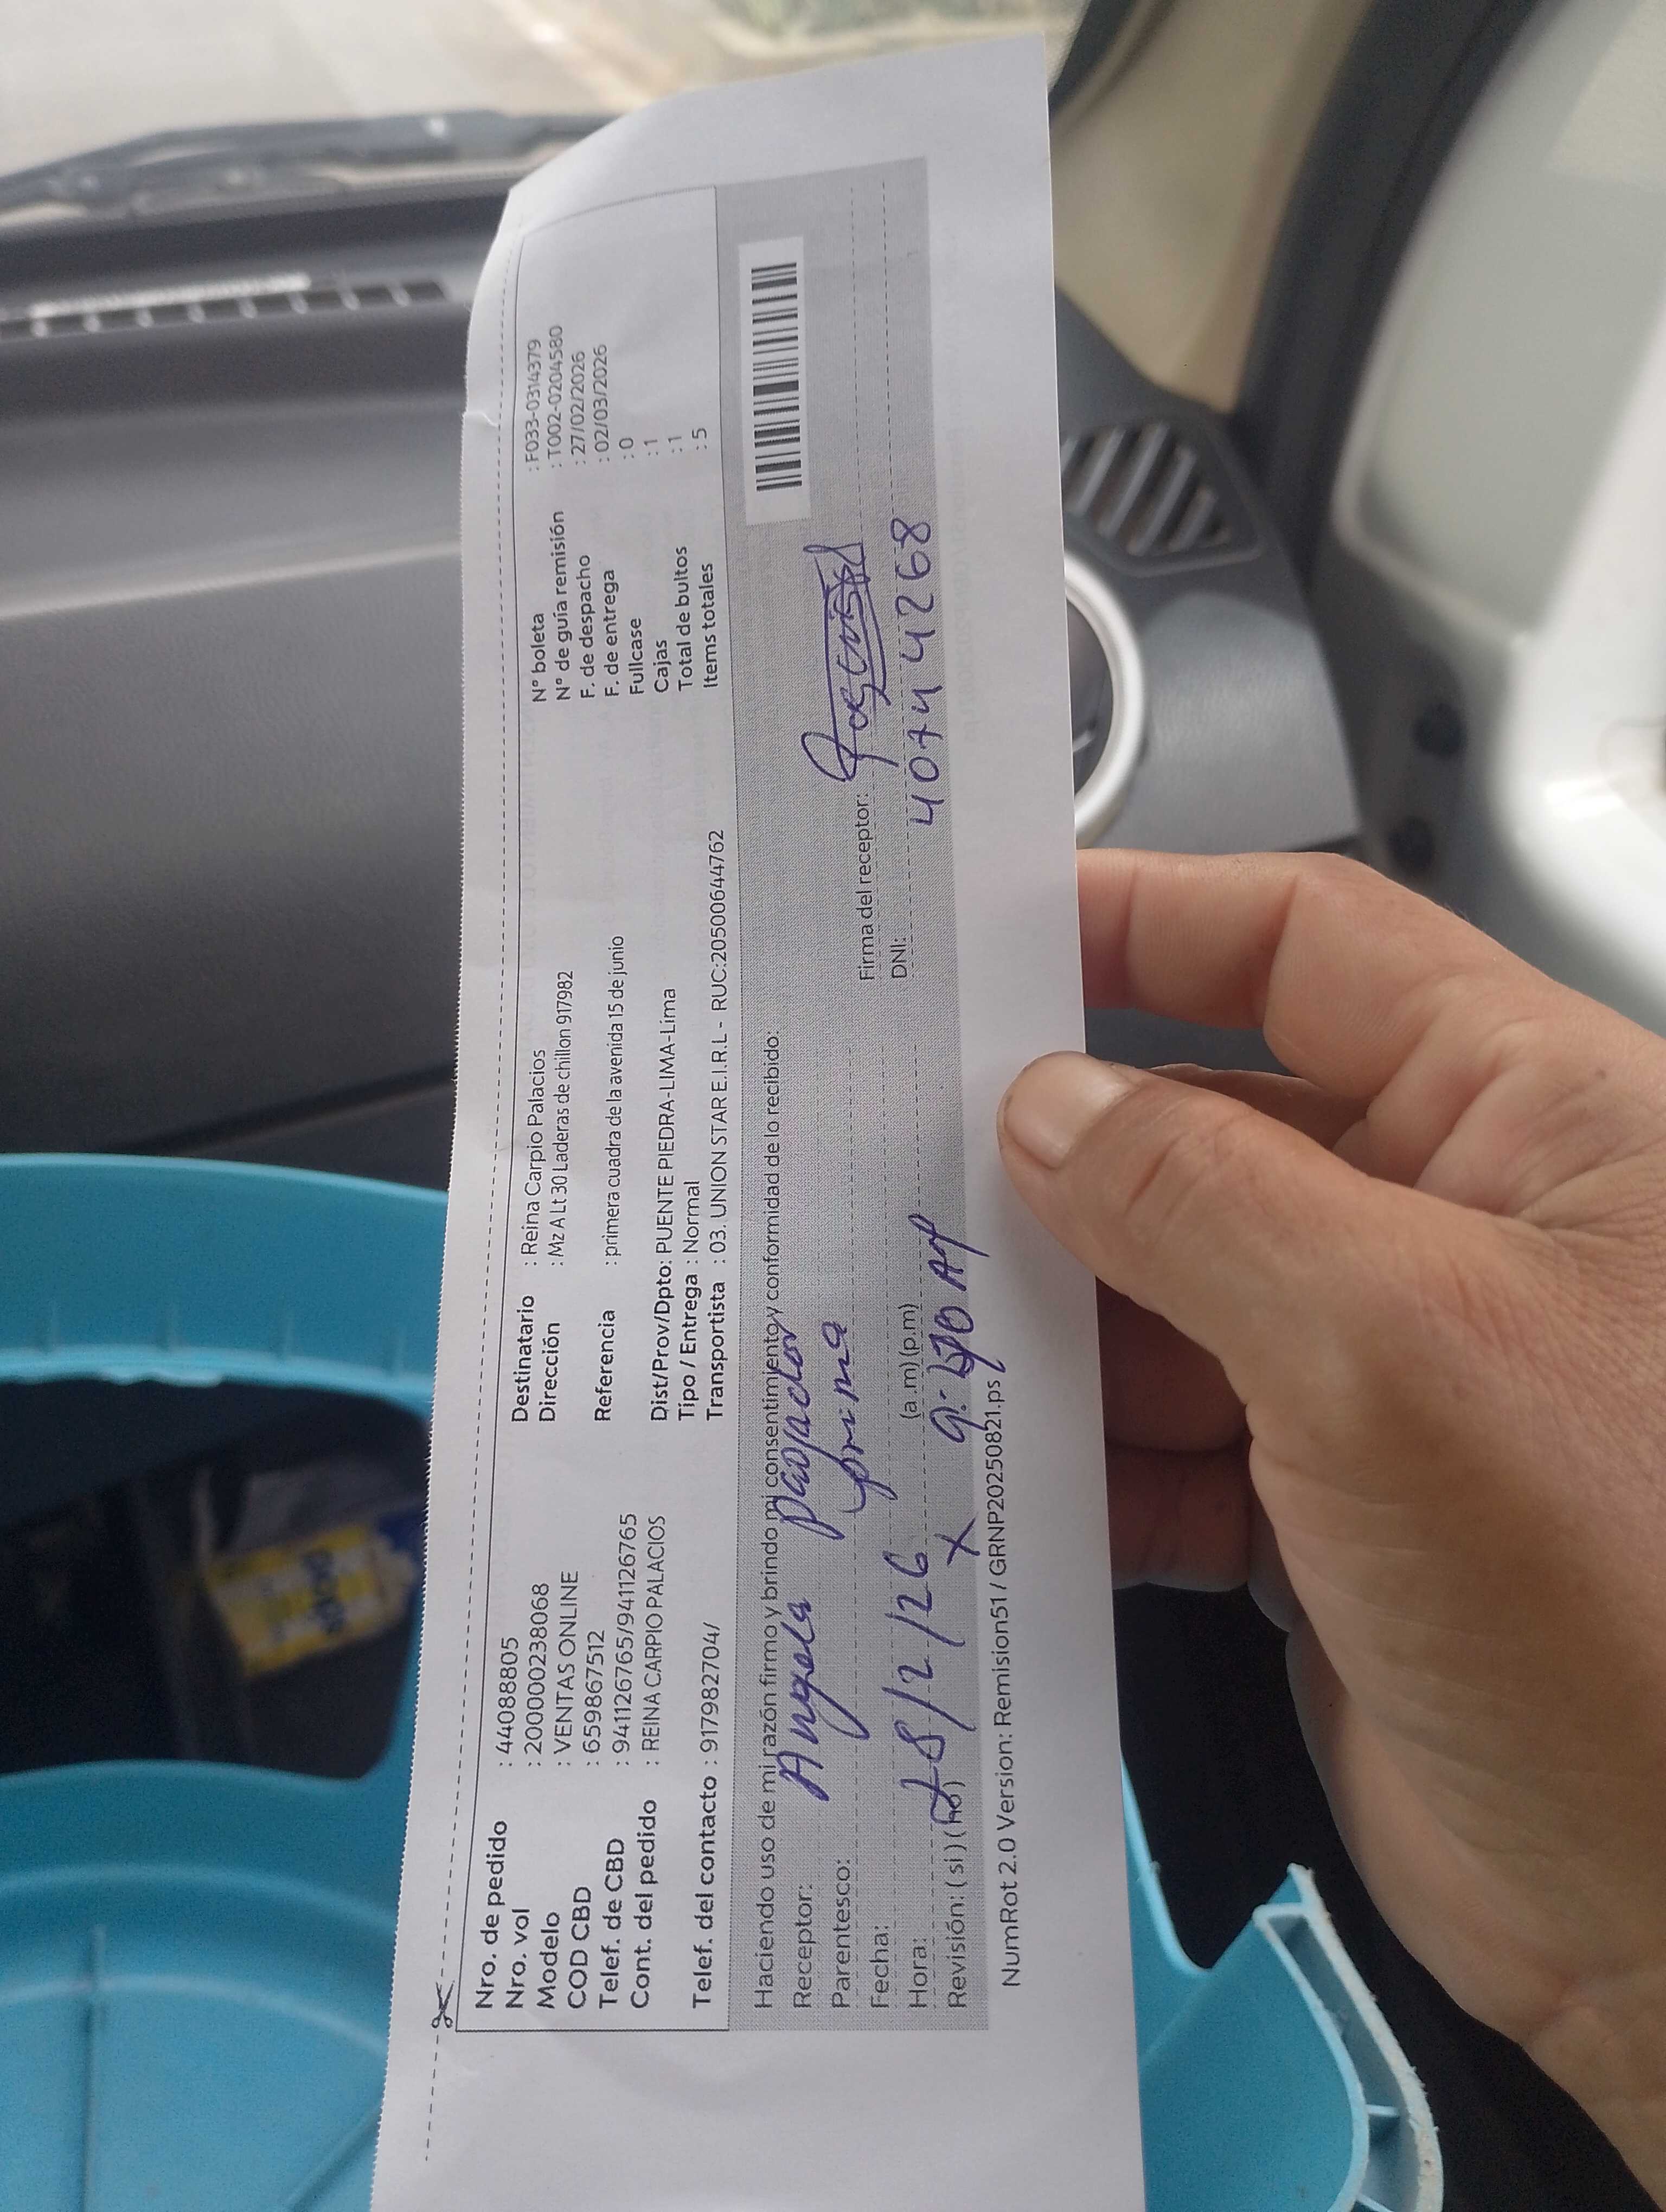 Nro. de pedido : 44088805
Nro. vol : 200000238068
Modelo : VENTAS ONLINE
COD CBD : 659867512
Telef. de CBD : 941126765/941126765
Cont. del pedido : REINA CARPIO PALACIOS
Telef. del contacto : 917982704/
Destinatario : Reina Carpio Palacios
Dirección : Mz A Lt 30 Laderas de chillon 917982
Referencia : primera cuadra de la avenida 15 de junio
Dist/Prov/Dpto: PUENTE PIEDRA-LIMA-Lima
Tipo / Entrega : Normal
Transportista : 03. UNION STAR E.I.R.L - RUC:20500644762
N° boleta : F033-0314379
N° de guía remisión : T002-0204580
F. de despacho : 27/02/2026
F. de entrega : 02/03/2026
Fullcase : 0
Cajas : 1
Total de bultos : 1
Items totales : 5
Haciendo uso de mi razón firmo y brindo mi consentimiento y conformidad de lo recibido:
Receptor: Angela
Parentesco: prima
Fecha: 28/2/26
Hora: (a .m) (p.m)
Revisión: ( si ) (no) X
Firma del receptor:
DNI: 40744268
NumRot 2.0 Version: Remision51 / GRNP20250821.ps